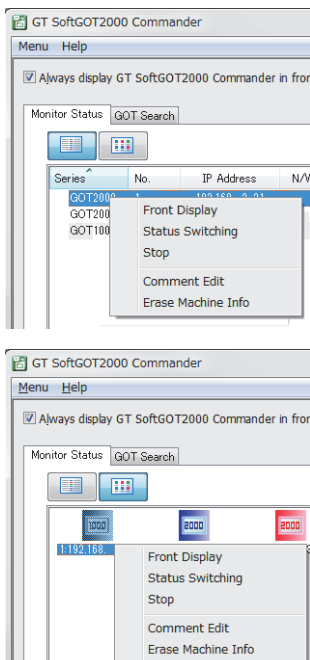 GT SoftGOT2000 Commander
Menu Help
Always display GT SoftGOT2000 Commander in fron
Monitor Status GOT Search
Series No. IP Address N/W
GOT2000 1
GOT200
GOT100
Front Display
Status Switching
Stop
Comment Edit
Erase Machine Info
GT SoftGOT2000 Commander
Menu Help
Always display GT SoftGOT2000 Commander in fron
Monitor Status GOT Search
1000 2000 2000
1:192.168.
Front Display
Status Switching
Stop
Comment Edit
Erase Machine Info